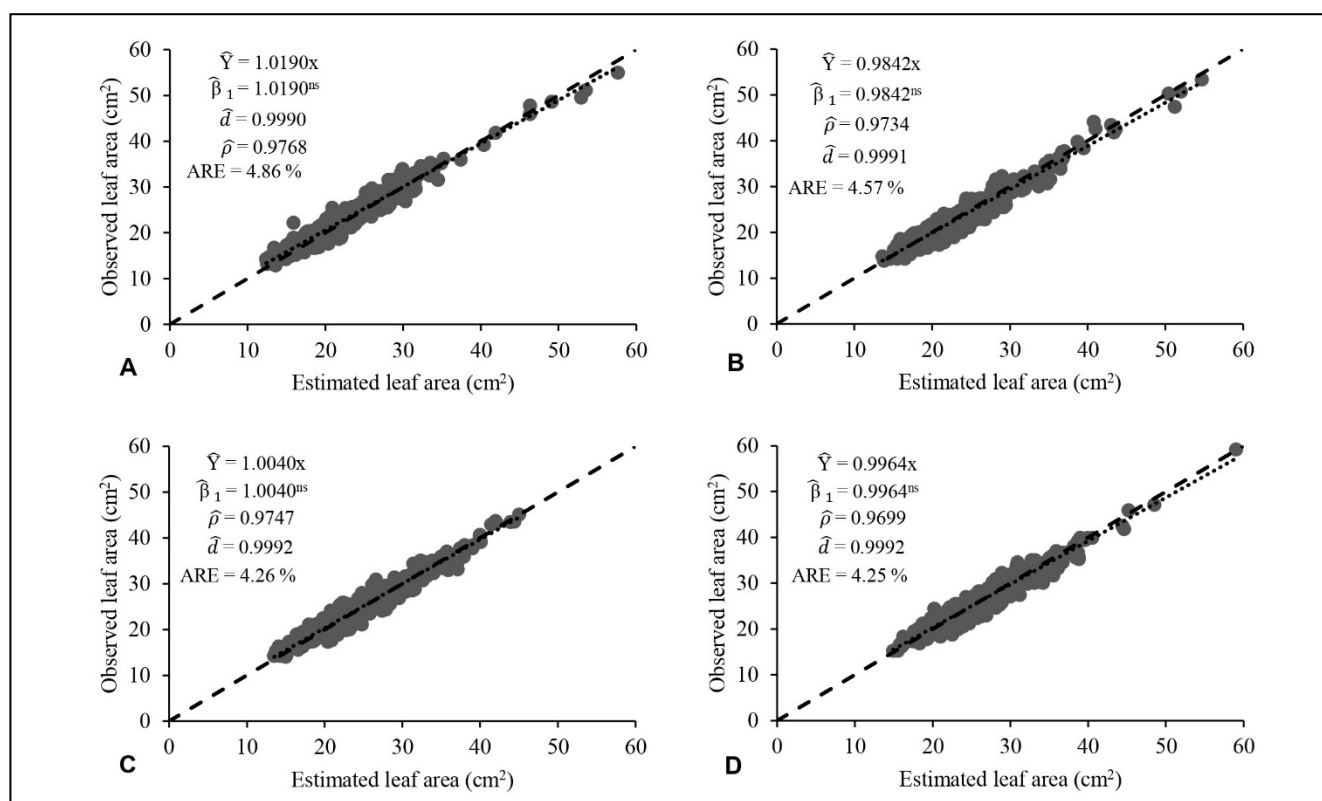 Ŷ = 1.0190x
β̂ 1 = 1.0190ns
d̂ = 0.9990
ρ̂ = 0.9768
ARE = 4.86 %
Observed leaf area (cm²)
60
50
40
30
20
10
0
0 10 20 30 40 50 60
A
Estimated leaf area (cm²)
Ŷ = 0.9842x
β̂ 1 = 0.9842ns
ρ̂ = 0.9734
d̂ = 0.9991
ARE = 4.57 %
Observed leaf area (cm²)
60
50
40
30
20
10
0
0 10 20 30 40 50 60
B
Estimated leaf area (cm²)
Ŷ = 1.0040x
β̂ 1 = 1.0040ns
ρ̂ = 0.9747
d̂ = 0.9992
ARE = 4.26 %
Observed leaf area (cm²)
60
50
40
30
20
10
0
0 10 20 30 40 50 60
C
Estimated leaf area (cm²)
Ŷ = 0.9964x
β̂ 1 = 0.9964ns
ρ̂ = 0.9699
d̂ = 0.9992
ARE = 4.25 %
Observed leaf area (cm²)
60
50
40
30
20
10
0
0 10 20 30 40 50 60
D
Estimated leaf area (cm²)